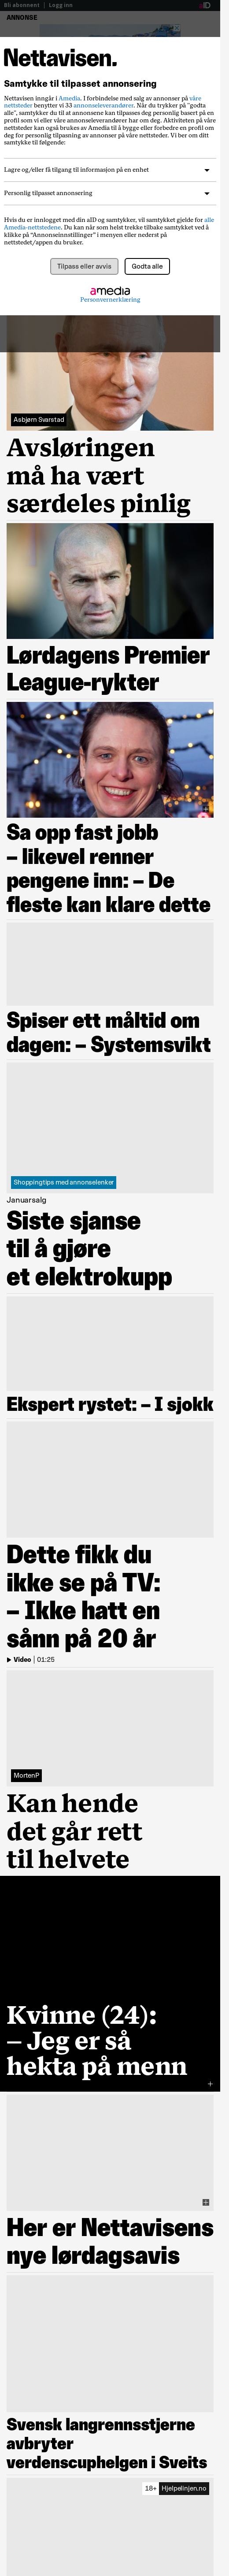 Bli abonnent | Logg inn
aID
ANNONSE
Nettavisen.
Samtykke til tilpasset annonsering
Nettavisen inngår i Amedia. I forbindelse med salg av annonser på våre
nettsteder benytter vi 33 annonseleverandører. Når du trykker på "godta
alle", samtykker du til at annonsene kan tilpasses deg personlig basert på en
profil som vi eller våre annonseleverandører har om deg. Aktiviteten på våre
nettsteder kan også brukes av Amedia til å bygge eller forbedre en profil om
deg for personlig tilpasning av annonser på våre nettsteder. Vi ber om ditt
samtykke til følgende:
Lagre og/eller få tilgang til informasjon på en enhet
Personlig tilpasset annonsering
Hvis du er innlogget med din aID og samtykker, vil samtykket gjelde for alle
Amedia-nettstedene. Du kan når som helst trekke tilbake samtykket ved å
klikke på “Annonseinnstillinger” i menyen eller nederst på
nettstedet/appen du bruker.
Tilpass eller avvis
Godta alle
amedia
Personvernerklæring
Asbjørn Svarstad
Avsløringen
må ha vært
særdeles pinlig
Lørdagens Premier
League-rykter
Sa opp fast jobb
– likevel renner
pengene inn: – De
fleste kan klare dette
Spiser ett måltid om
dagen: – Systemsvikt
Shoppingtips med annonselenker
Januarsalg
Siste sjanse
til å gjøre
et elektrokupp
Ekspert rystet: – I sjokk
Dette fikk du
ikke se på TV:
– Ikke hatt en
sånn på 20 år
Video | 01:25
MortenP
Kan hende
det går rett
til helvete
Kvinne (24):
– Jeg er så
hekta på menn
Her er Nettavisens
nye lørdagsavis
Svensk langrennsstjerne
avbryter
verdenscuphelgen i Sveits
18+ Hjelpelinjen.no